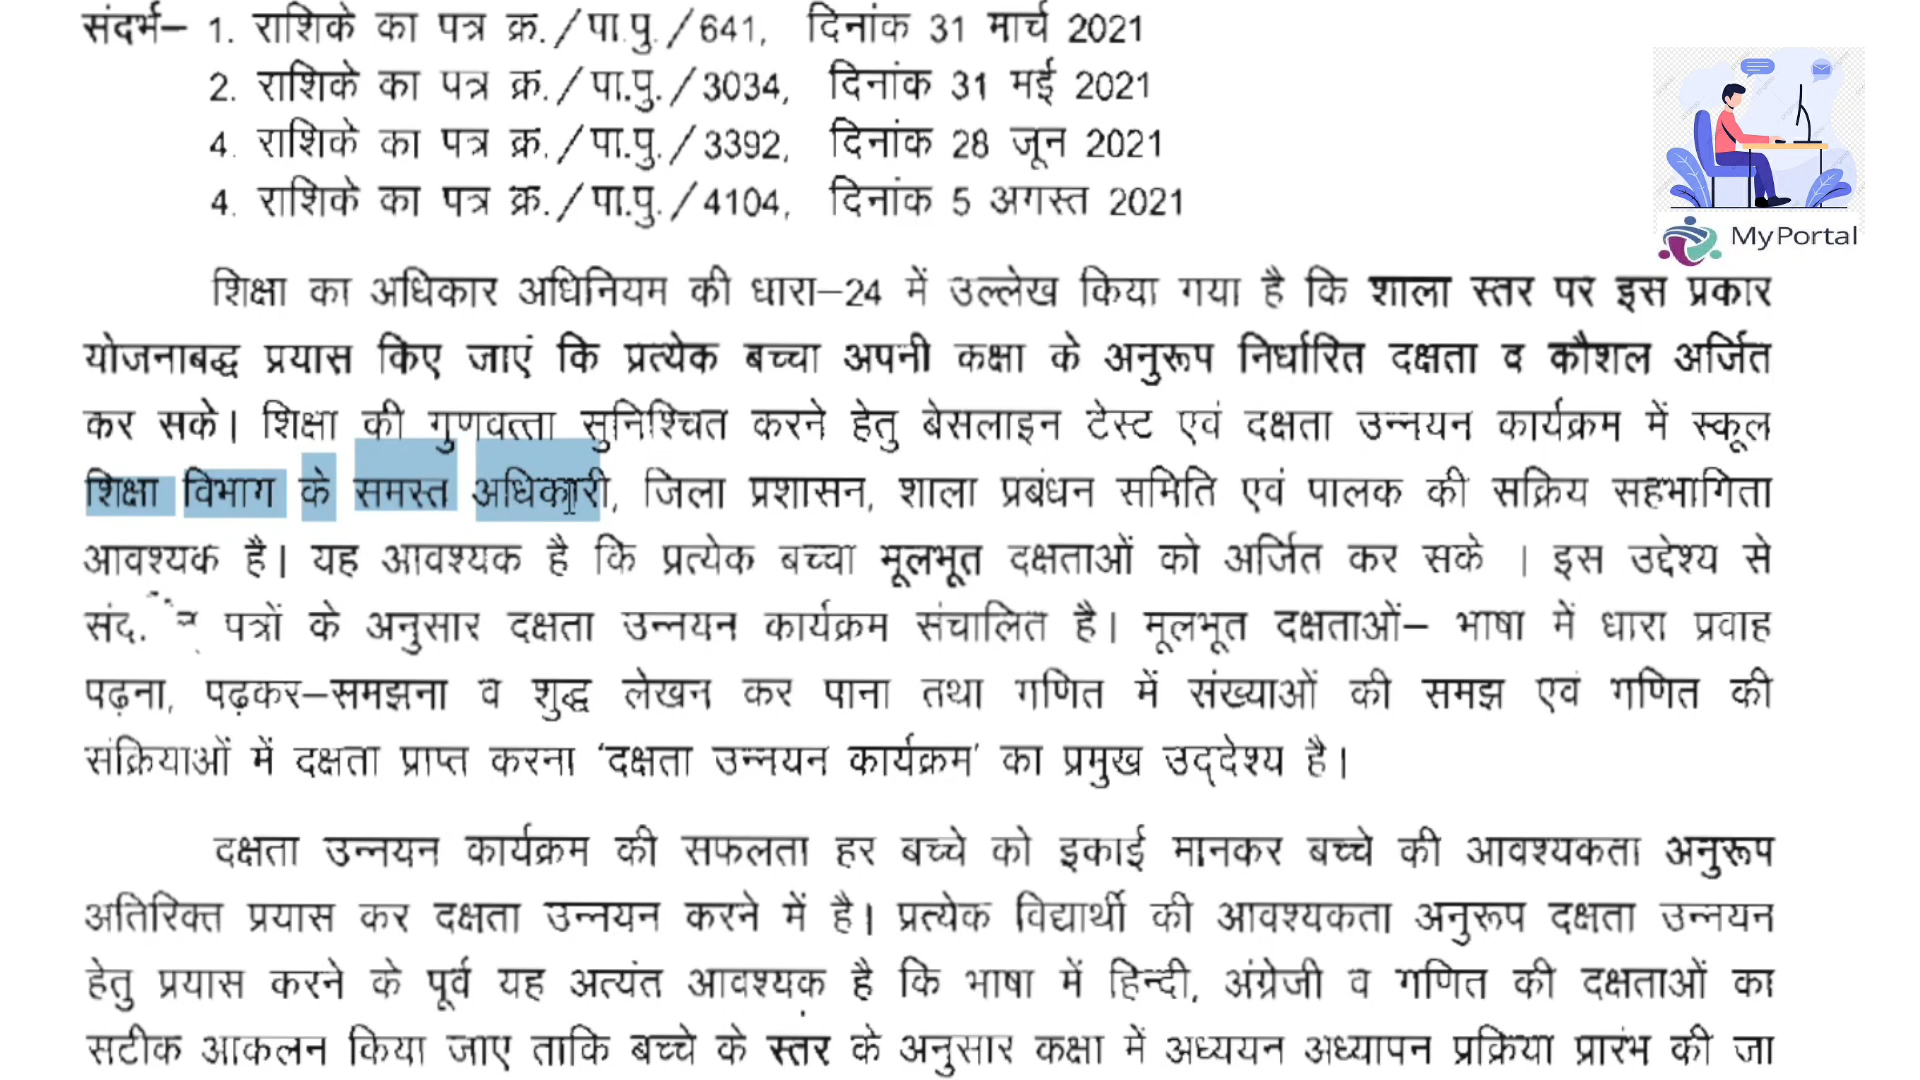 संदर्भ– 1. राशिके का पत्र क्र./पा.पु./641, दिनांक 31 मार्च 2021
2. राशिके का पत्र क्र./पा.पु./3034, दिनांक 31 मई 2021
4. राशिके का पत्र क्र./पा.पु./3392, दिनांक 28 जून 2021
4. राशिके का पत्र क्र./पा.पु./4104, दिनांक 5 अगस्त 2021
MyPortal
शिक्षा का अधिकार अधिनियम की धारा–24 में उल्लेख किया गया है कि शाला स्तर पर इस प्रकार
योजनाबद्ध प्रयास किए जाएं कि प्रत्येक बच्चा अपनी कक्षा के अनुरूप निर्धारित दक्षता व कौशल अर्जित
कर सके। शिक्षा की गुणवत्ता सुनिश्चित करने हेतु बेसलाइन टेस्ट एवं दक्षता उन्नयन कार्यक्रम में स्कूल
शिक्षा विभाग के समस्त अधिकारी, जिला प्रशासन, शाला प्रबंधन समिति एवं पालक की सक्रिय सहभागिता
आवश्यक है। यह आवश्यक है कि प्रत्येक बच्चा मूलभूत दक्षताओं को अर्जित कर सके । इस उद्देश्य से
पत्रों के अनुसार दक्षता उन्नयन कार्यक्रम संचालित है। मूलभूत दक्षताओं– भाषा में धारा प्रवाह
पढ़ना, पढ़कर–समझना व शुद्ध लेखन कर पाना तथा गणित में संख्याओं की समझ एवं गणित की
संक्रियाओं में दक्षता प्राप्त करना ‘दक्षता उन्नयन कार्यक्रम’ का प्रमुख उद्देश्य है।
दक्षता उन्नयन कार्यक्रम की सफलता हर बच्चे को इकाई मानकर बच्चे की आवश्यकता अनुरूप
अतिरिक्त प्रयास कर दक्षता उन्नयन करने में है। प्रत्येक विद्यार्थी की आवश्यकता अनुरूप दक्षता उन्नयन
हेतु प्रयास करने के पूर्व यह अत्यंत आवश्यक है कि भाषा में हिन्दी, अंग्रेजी व गणित की दक्षताओं का
सटीक आकलन किया जाए ताकि बच्चे के स्तर के अनुसार कक्षा में अध्ययन अध्यापन प्रक्रिया प्रारंभ की जा